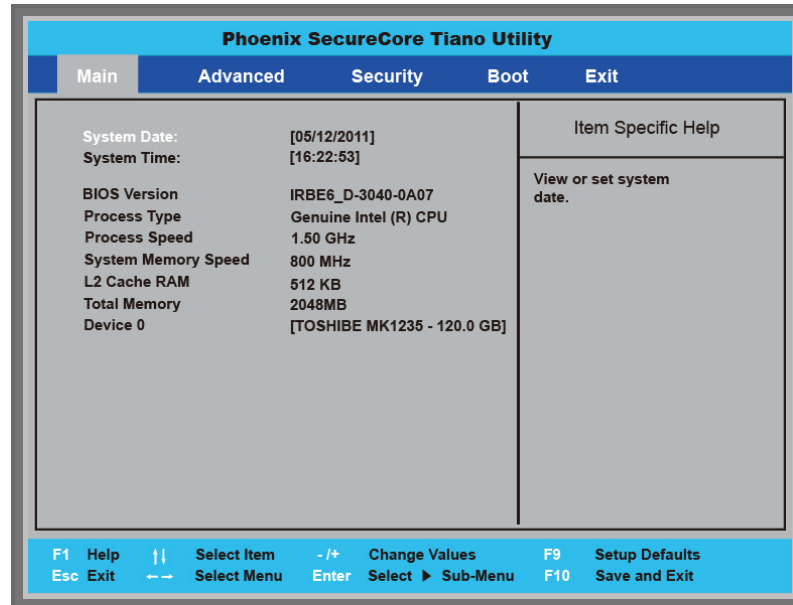 Phoenix SecureCore Tiano Utility
Main Advanced Security Boot Exit
System Date: [05/12/2011]
System Time: [16:22:53]
BIOS Version IRBE6_D-3040-0A07
Process Type Genuine Intel (R) CPU
Process Speed 1.50 GHz
System Memory Speed 800 MHz
L2 Cache RAM 512 KB
Total Memory 2048MB
Device 0 [TOSHIBE MK1235 - 120.0 GB]
Item Specific Help
View or set system
date.
F1 Help ↑↓ Select Item - /+ Change Values F9 Setup Defaults
Esc Exit ←→ Select Menu Enter Select ▶ Sub-Menu F10 Save and Exit